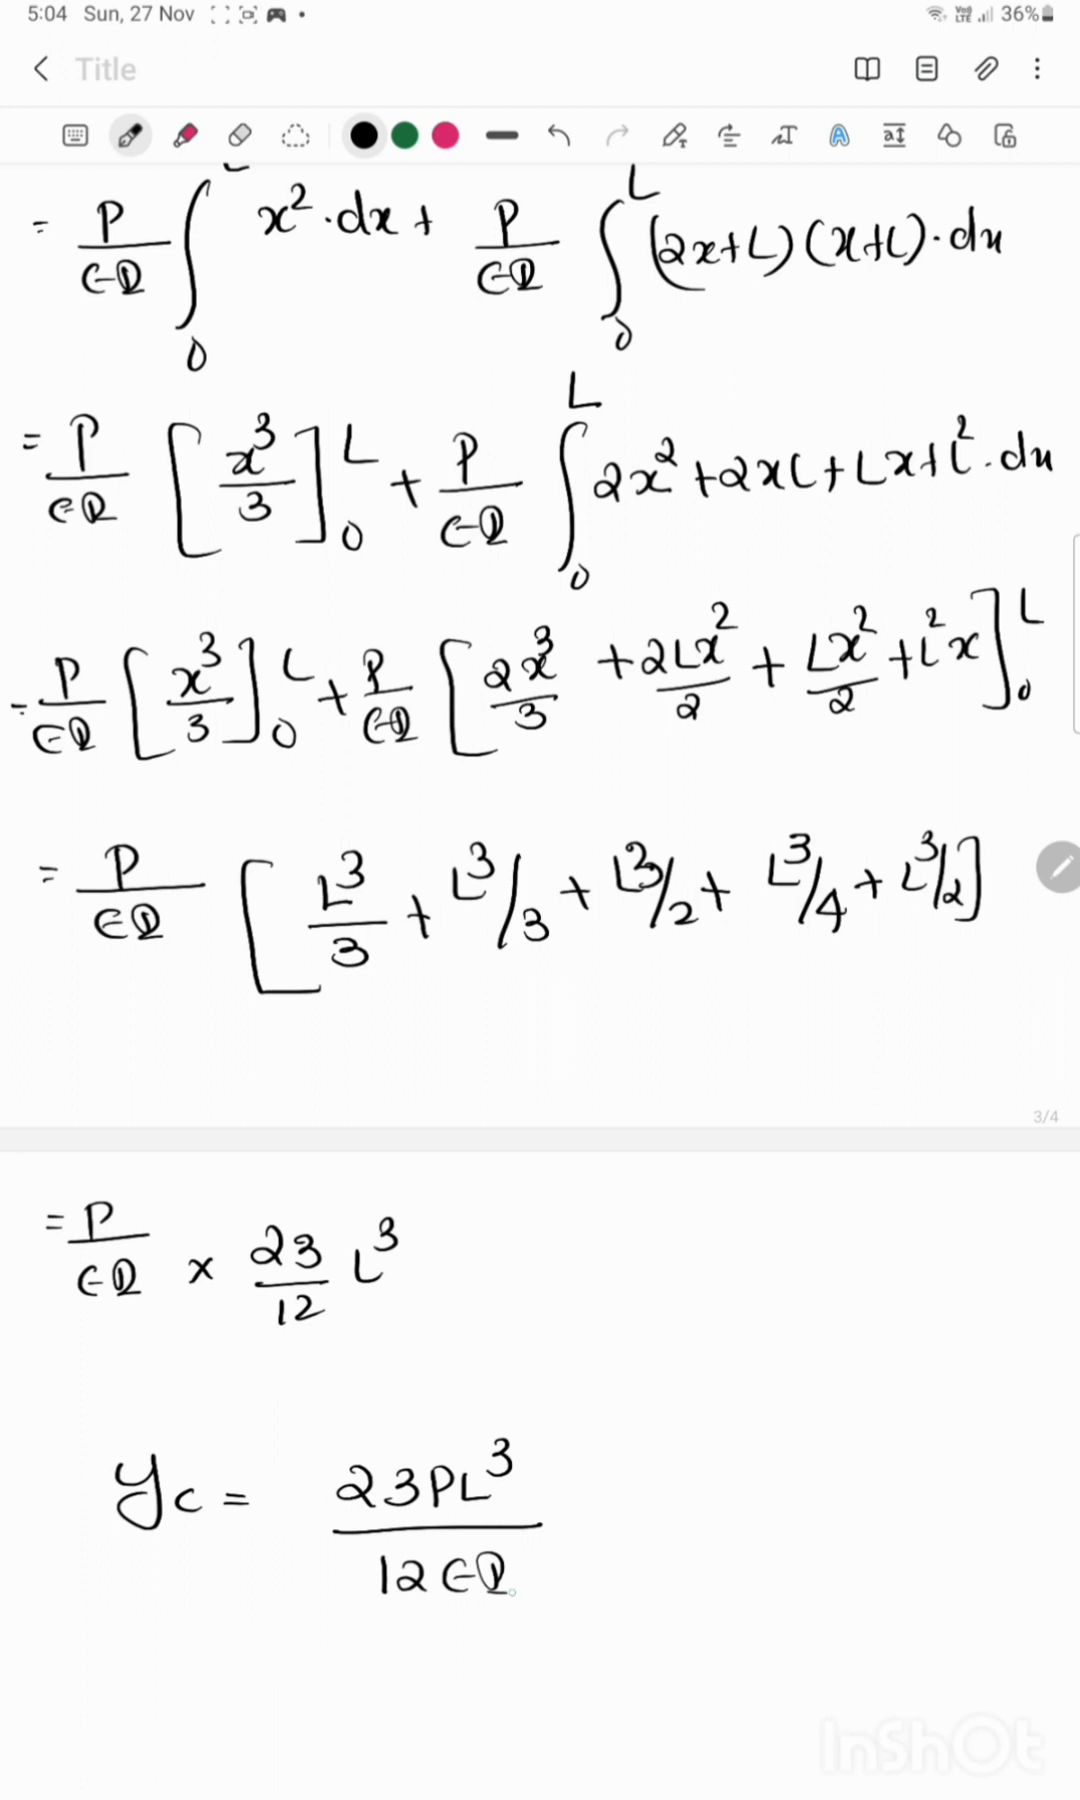 5:04 Sun, 27 Nov 36%
Title
= P/EI ∫₀ᴸ x²·dx + P/EI ∫₀ᴸ (2x+L)(x+L)·dx
= P/EI [x³/3]₀ᴸ + P/EI ∫₀ᴸ 2x²+2xL+Lx+L²·dx
= P/EI [x³/3]₀ᴸ + P/EI [2x³/3 + 2Lx²/2 + Lx²/2 + L²x]₀ᴸ
= P/EI [L³/3 + L³/3 + L³/2 + L³/4 + L³/2]
3/4
= P/EI x 23/12 L³
yc = 23PL³/12EI
InShOt